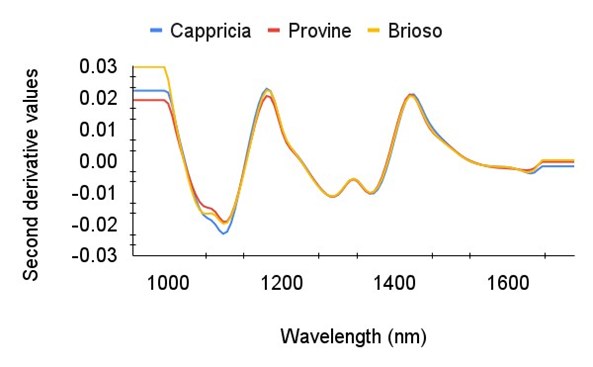 Cappricia Provine Brioso
Second derivative values
0.03
0.02
0.01
0.00
-0.01
-0.02
-0.03
1000 1200 1400 1600
Wavelength (nm)